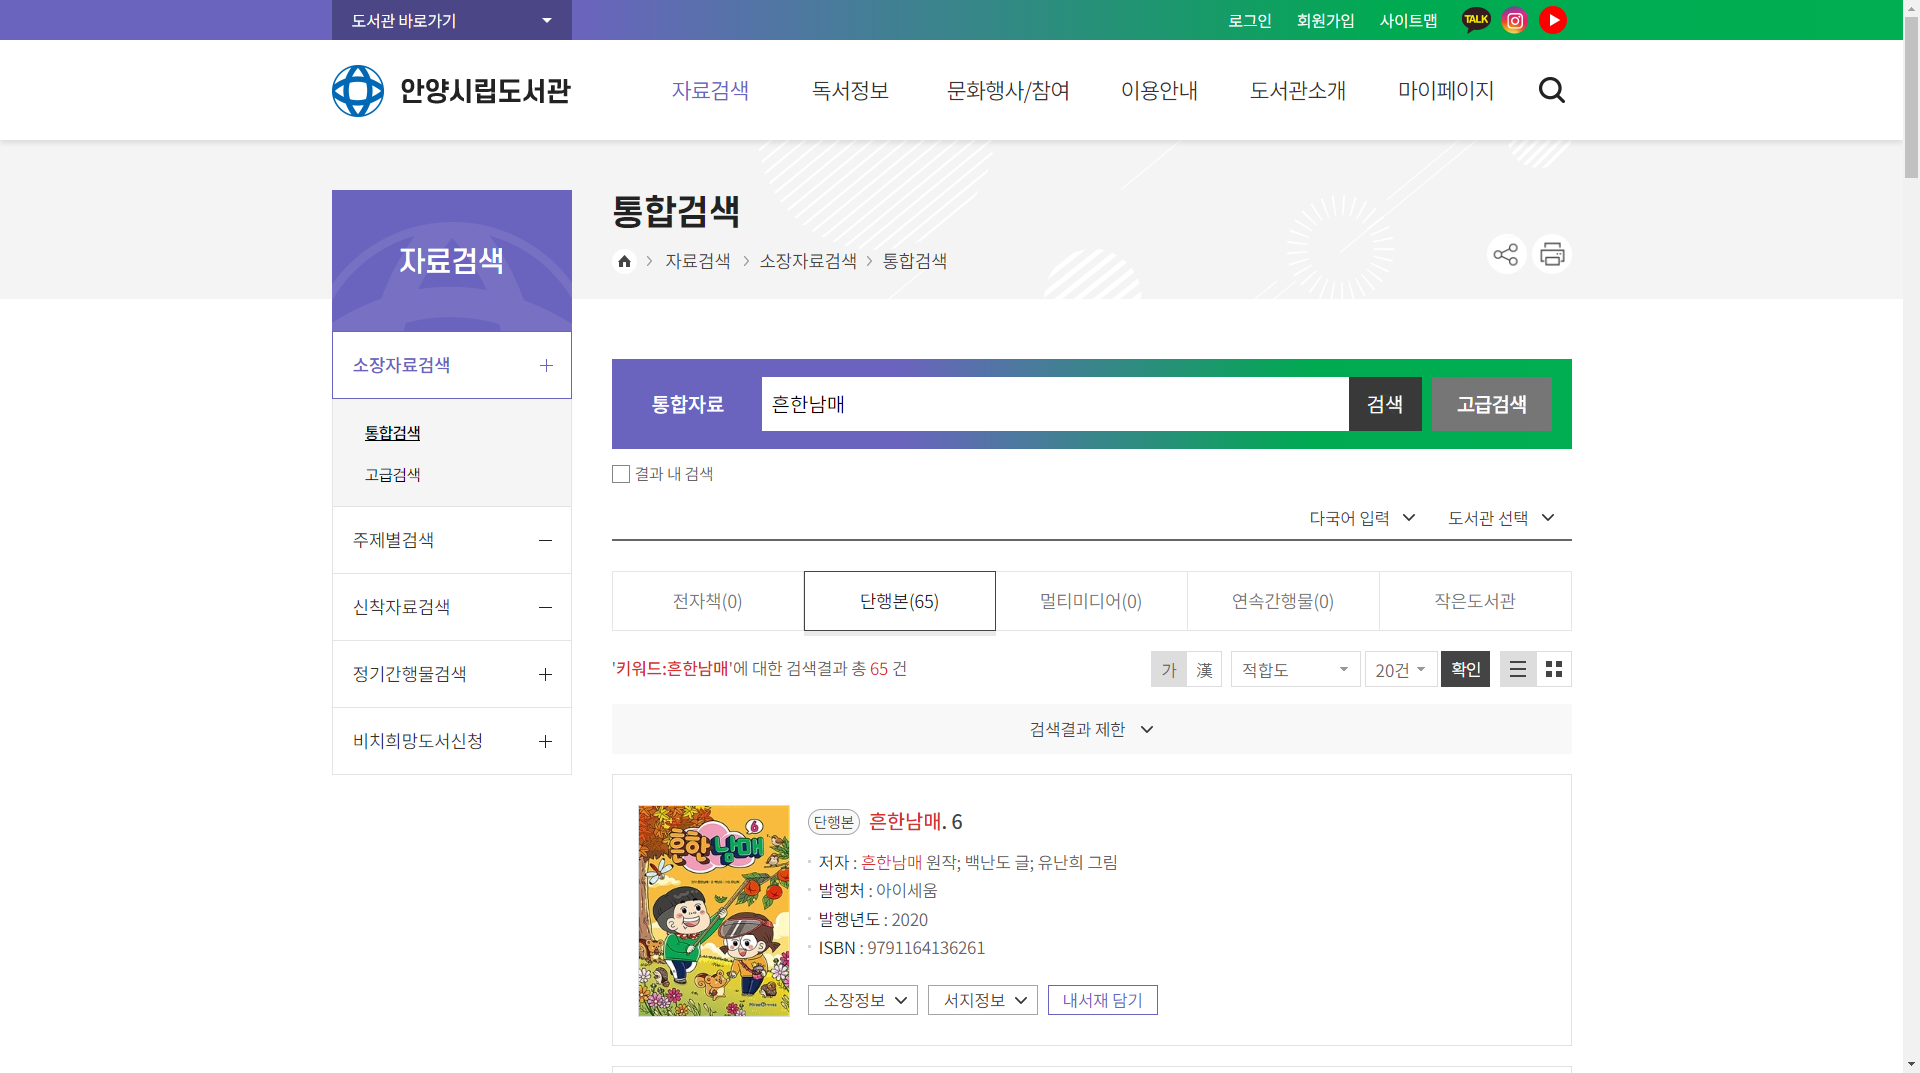 도서관 바로가기
로그인 회원가입 사이트맵 TALK
안양시립도서관
자료검색 독서정보 문화행사/참여 이용안내 도서관소개 마이페이지
통합검색
자료검색 소장자료검색 통합검색
자료검색
소장자료검색
통합검색
고급검색
주제별검색
신착자료검색
정기간행물검색
비치희망도서신청
통합자료 흔한남매 검색 고급검색
결과 내 검색
다국어 입력 도서관 선택
전자책(0) 단행본(65) 멀티미디어(0) 연속간행물(0) 작은도서관
'키워드:흔한남매'에 대한 검색결과 총 65 건
가 漢 적합도 20건 확인
검색결과 제한
흔한남매 6
단행본 흔한남매. 6
저자 : 흔한남매 원작; 백난도 글; 유난희 그림
발행처 : 아이세움
발행년도 : 2020
ISBN : 9791164136261
소장정보 서지정보 내서재 담기